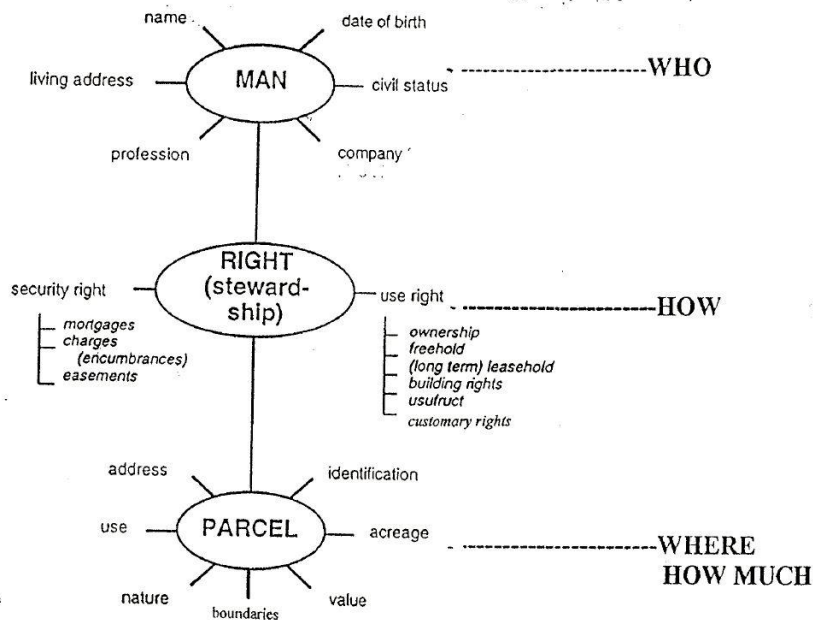 name
date of birth
living address
MAN
civil status
WHO
profession
company
RIGHT
(steward-
ship)
security right
use right
HOW
mortgages
charges
(encumbrances)
easements
ownership
freehold
(long term) leasehold
building rights
usufruct
customary rights
address
identification
use
PARCEL
acreage
WHERE
HOW MUCH
nature
boundaries
value